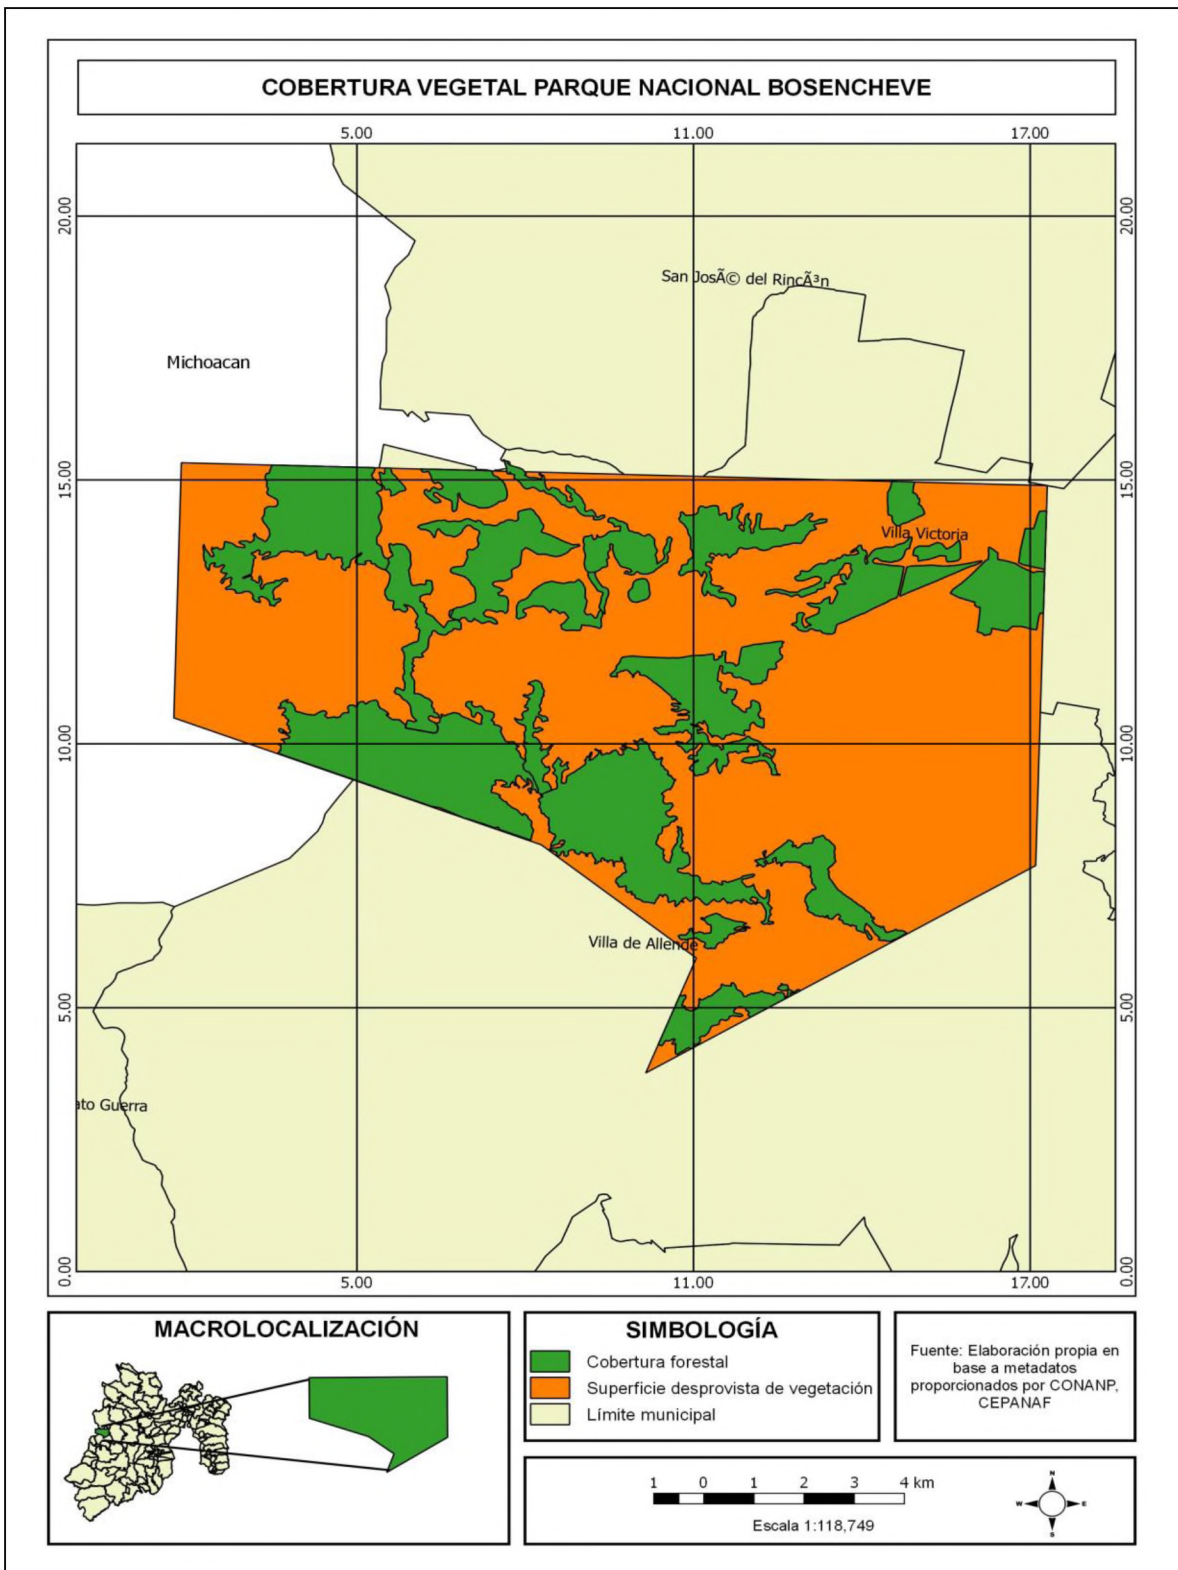 COBERTURA VEGETAL PARQUE NACIONAL BOSENCHEVE
5.00 11.00 17.00
20.00 20.00
San JosÃ© del RincÃ³n
Michoacan
15.00 15.00
Villa Victoria
10.00 10.00
Villa de Allende
5.00 5.00
ato Guerra
0.00 0.00
5.00 11.00 17.00
MACROLOCALIZACIÓN
SIMBOLOGÍA
Cobertura forestal
Superficie desprovista de vegetación
Límite municipal
Fuente: Elaboración propia en
base a metadatos
proporcionados por CONANP,
CEPANAF
1 0 1 2 3 4 km
Escala 1:118,749
N
W E
S